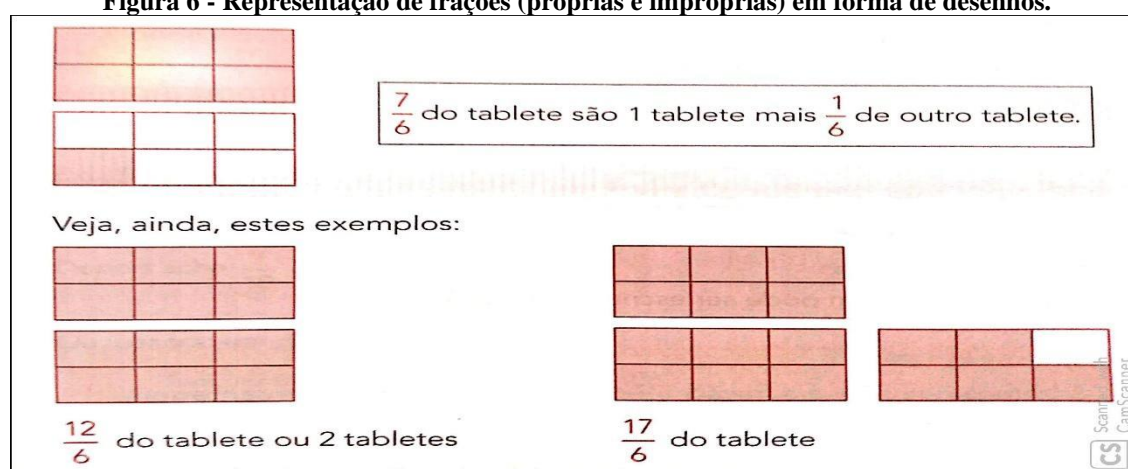 Figura 6 - Representação de frações (próprias e impróprias) em forma de desenhos.
7/6 do tablete são 1 tablete mais 1/6 de outro tablete.
Veja, ainda, estes exemplos:
12/6 do tablete ou 2 tabletes
17/6 do tablete
CS Scanned with
CamScanner